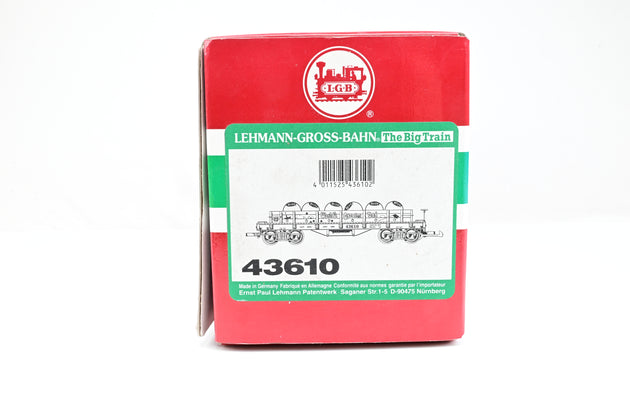 L·G·B
®
LEHMANN-GROSS-BAHN® The Big Train
4 011525 436102
43610
43610
Made in Germany Fabriqué en Allemagne Conformité aux normes garantie par l'importateur
Ernst Paul Lehmann Patentwerk Saganer Str.1-5 D-90475 Nürnberg